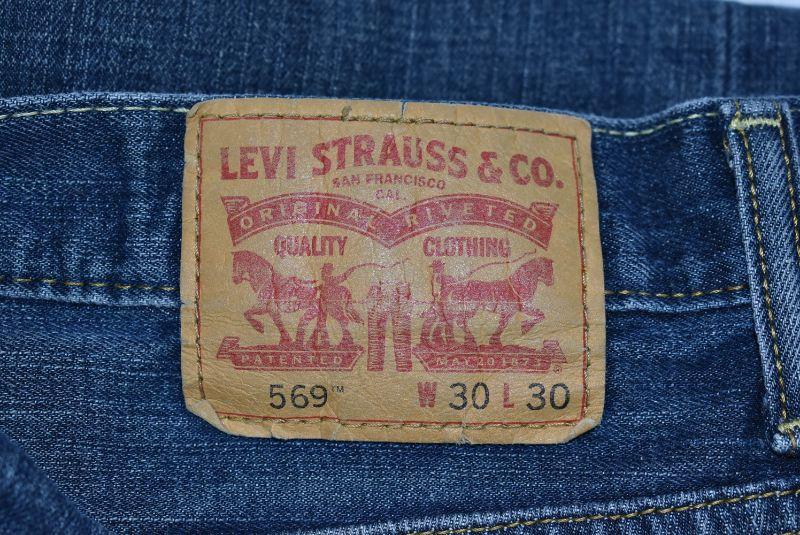 LEVI STRAUSS & CO.
SAN FRANCISCO
CAL.
ORIGINAL RIVETED
QUALITY CLOTHING
PATENTED MAY 20 1873
569™ W 30 L 30